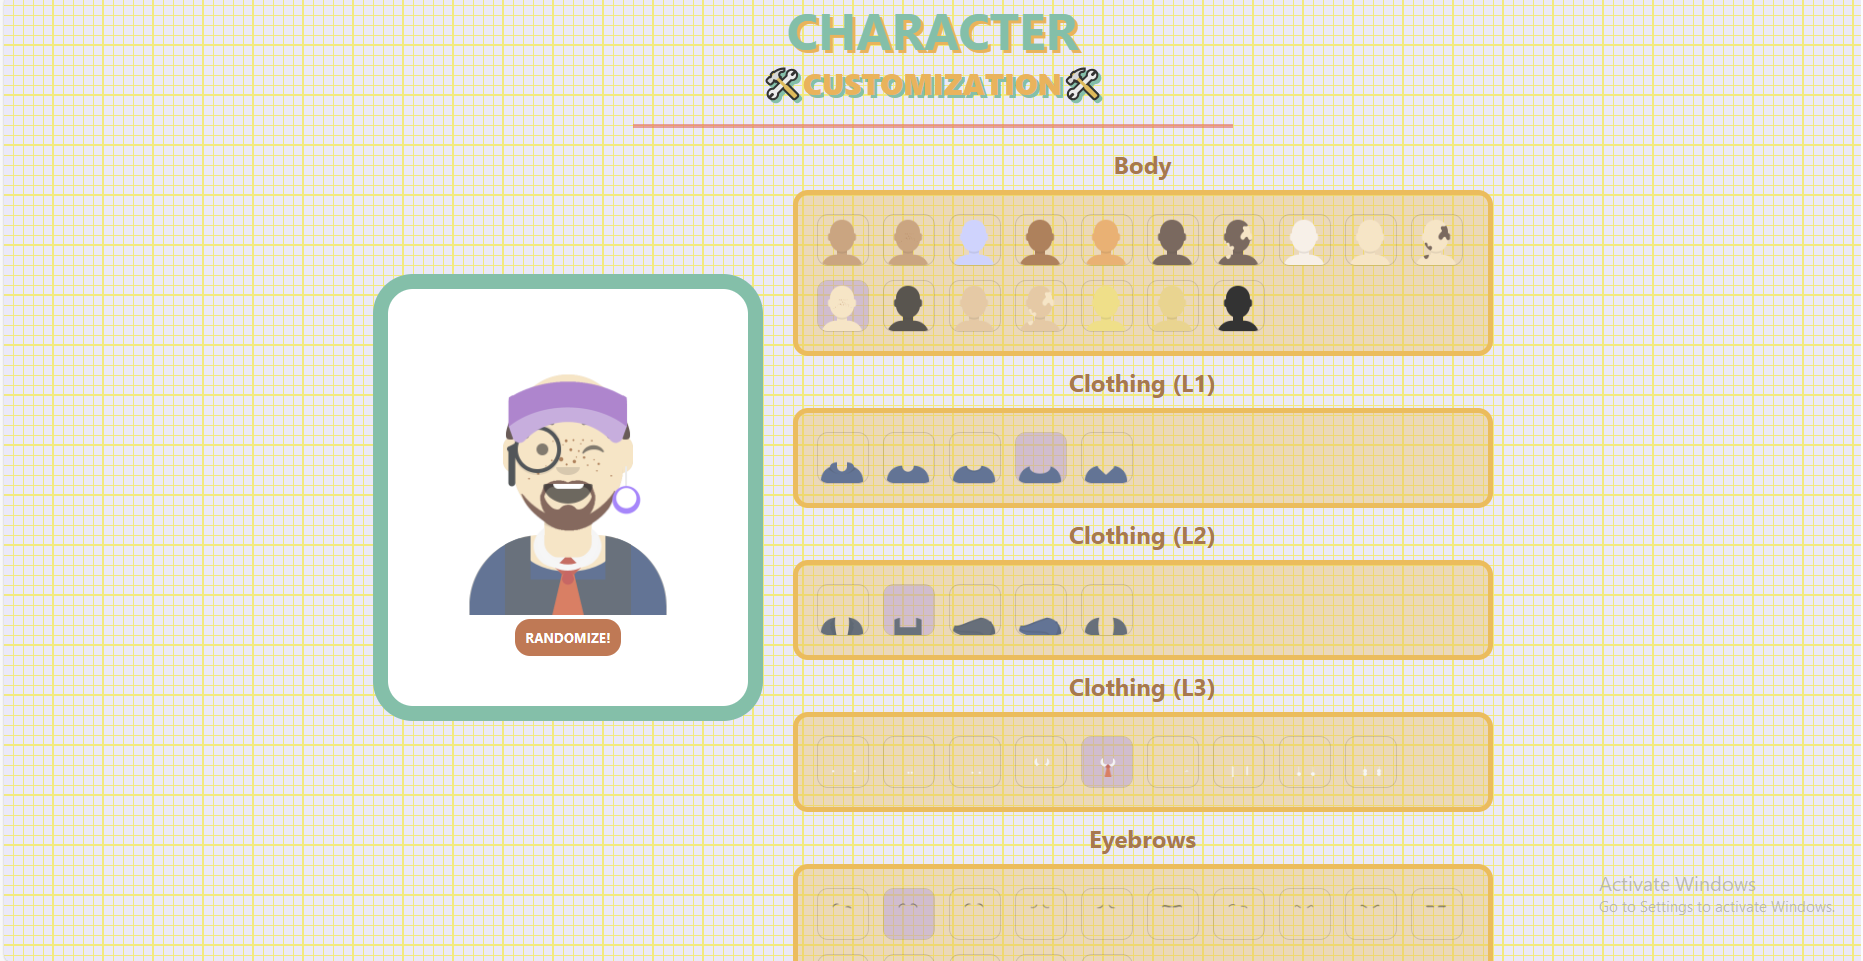 CHARACTER
🛠CUSTOMIZATION🛠
Body
Clothing (L1)
Clothing (L2)
Clothing (L3)
Eyebrows
RANDOMIZE!
Activate Windows
Go to Settings to activate Windows.